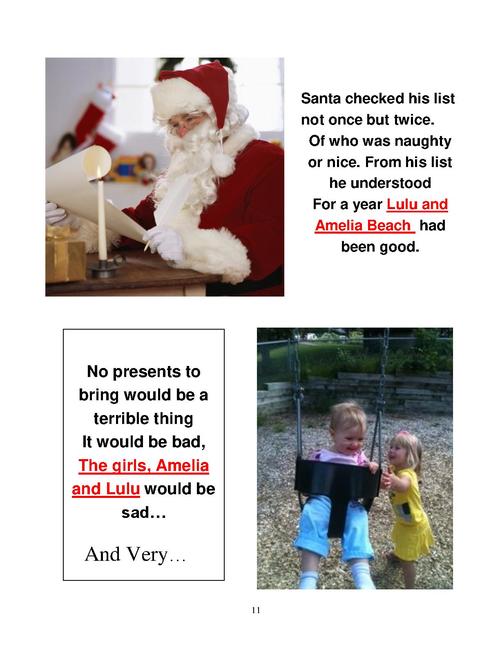 Santa checked his list
not once but twice.
Of who was naughty
or nice. From his list
he understood
For a year Lulu and
Amelia Beach had
been good.
No presents to
bring would be a
terrible thing
It would be bad,
The girls, Amelia
and Lulu would be
sad…
And Very…
11